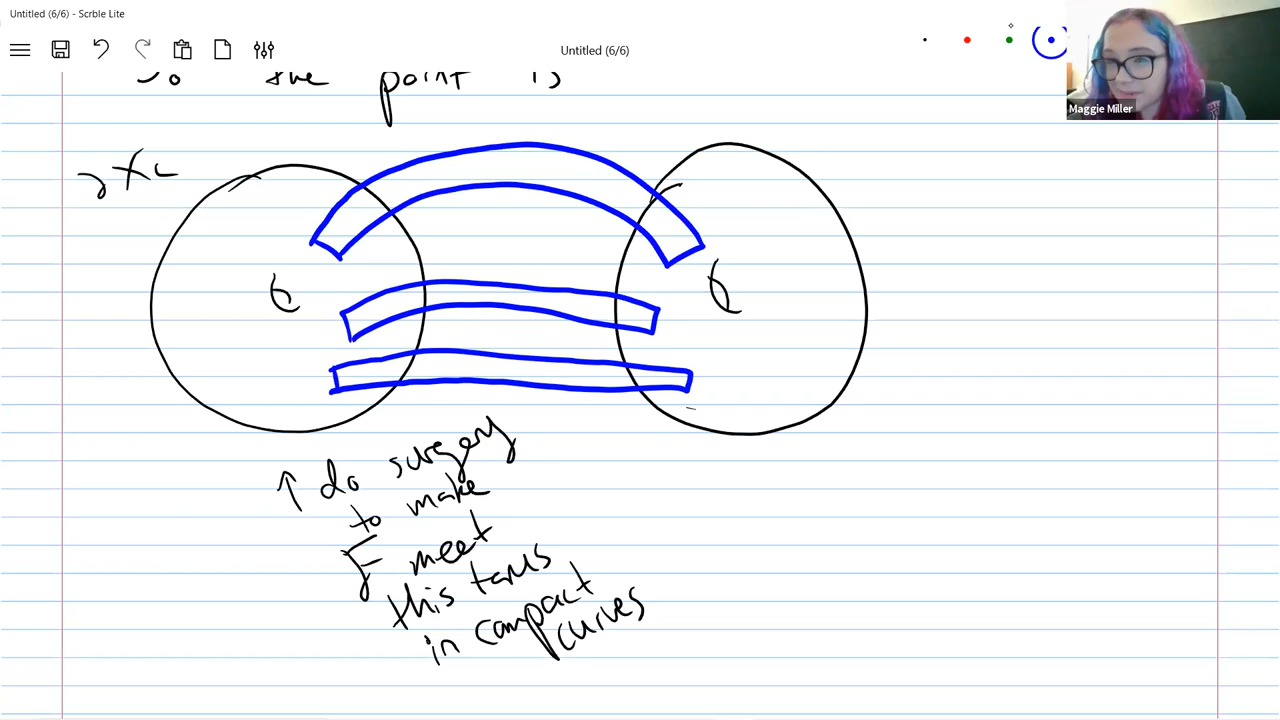 Untitled (6/6) - Scrble Lite
Untitled (6/6)
Maggie Miller
So the point is
↑ do surgery
to make
meet
this torus
in compact
curves